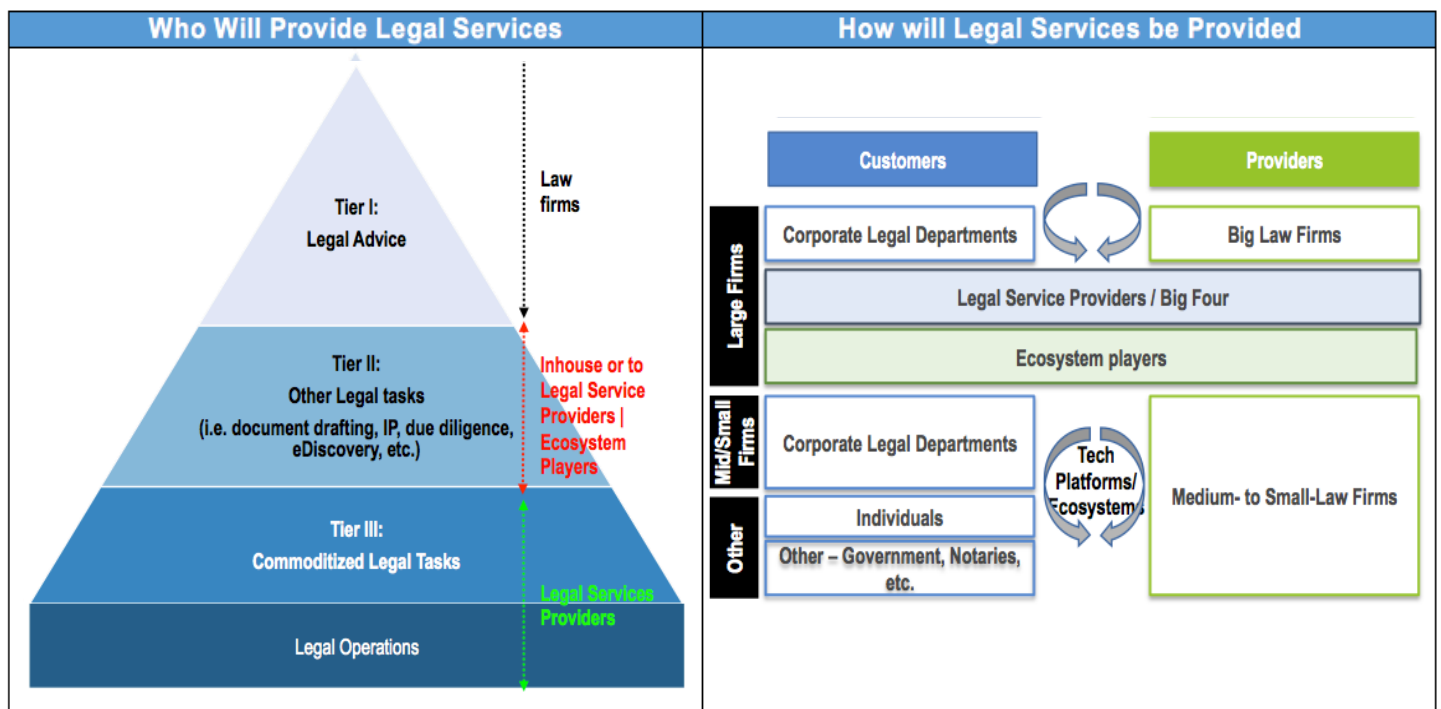 Who Will Provide Legal Services
How will Legal Services be Provided
Tier I:
Legal Advice
Law
firms
Tier II:
Other Legal tasks
(i.e. document drafting, IP, due diligence,
eDiscovery, etc.)
Inhouse or to
Legal Service
Providers |
Ecosystem
Players
Tier III:
Commoditized Legal Tasks
Legal Services
Providers
Legal Operations
Customers
Providers
Large Firms
Corporate Legal Departments
Big Law Firms
Legal Service Providers / Big Four
Ecosystem players
Mid/Small
Firms
Corporate Legal Departments
Tech
Platforms/
Ecosystems
Medium- to Small-Law Firms
Other
Individuals
Other – Government, Notaries,
etc.